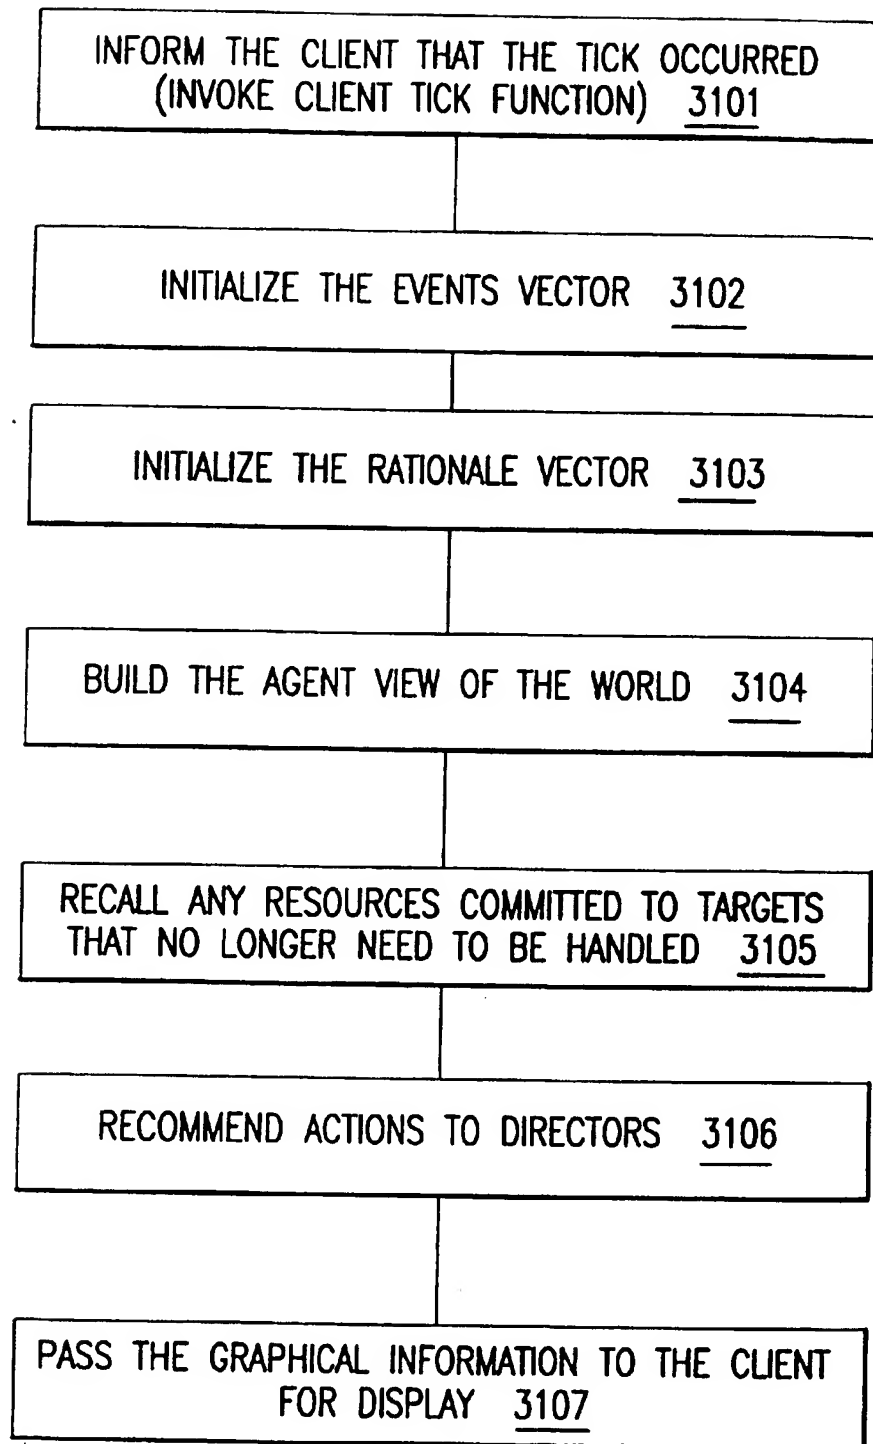 INFORM THE CLIENT THAT THE TICK OCCURRED
(INVOKE CLIENT TICK FUNCTION) 3101
INITIALIZE THE EVENTS VECTOR 3102
INITIALIZE THE RATIONALE VECTOR 3103
BUILD THE AGENT VIEW OF THE WORLD 3104
RECALL ANY RESOURCES COMMITTED TO TARGETS
THAT NO LONGER NEED TO BE HANDLED 3105
RECOMMEND ACTIONS TO DIRECTORS 3106
PASS THE GRAPHICAL INFORMATION TO THE CLIENT
FOR DISPLAY 3107